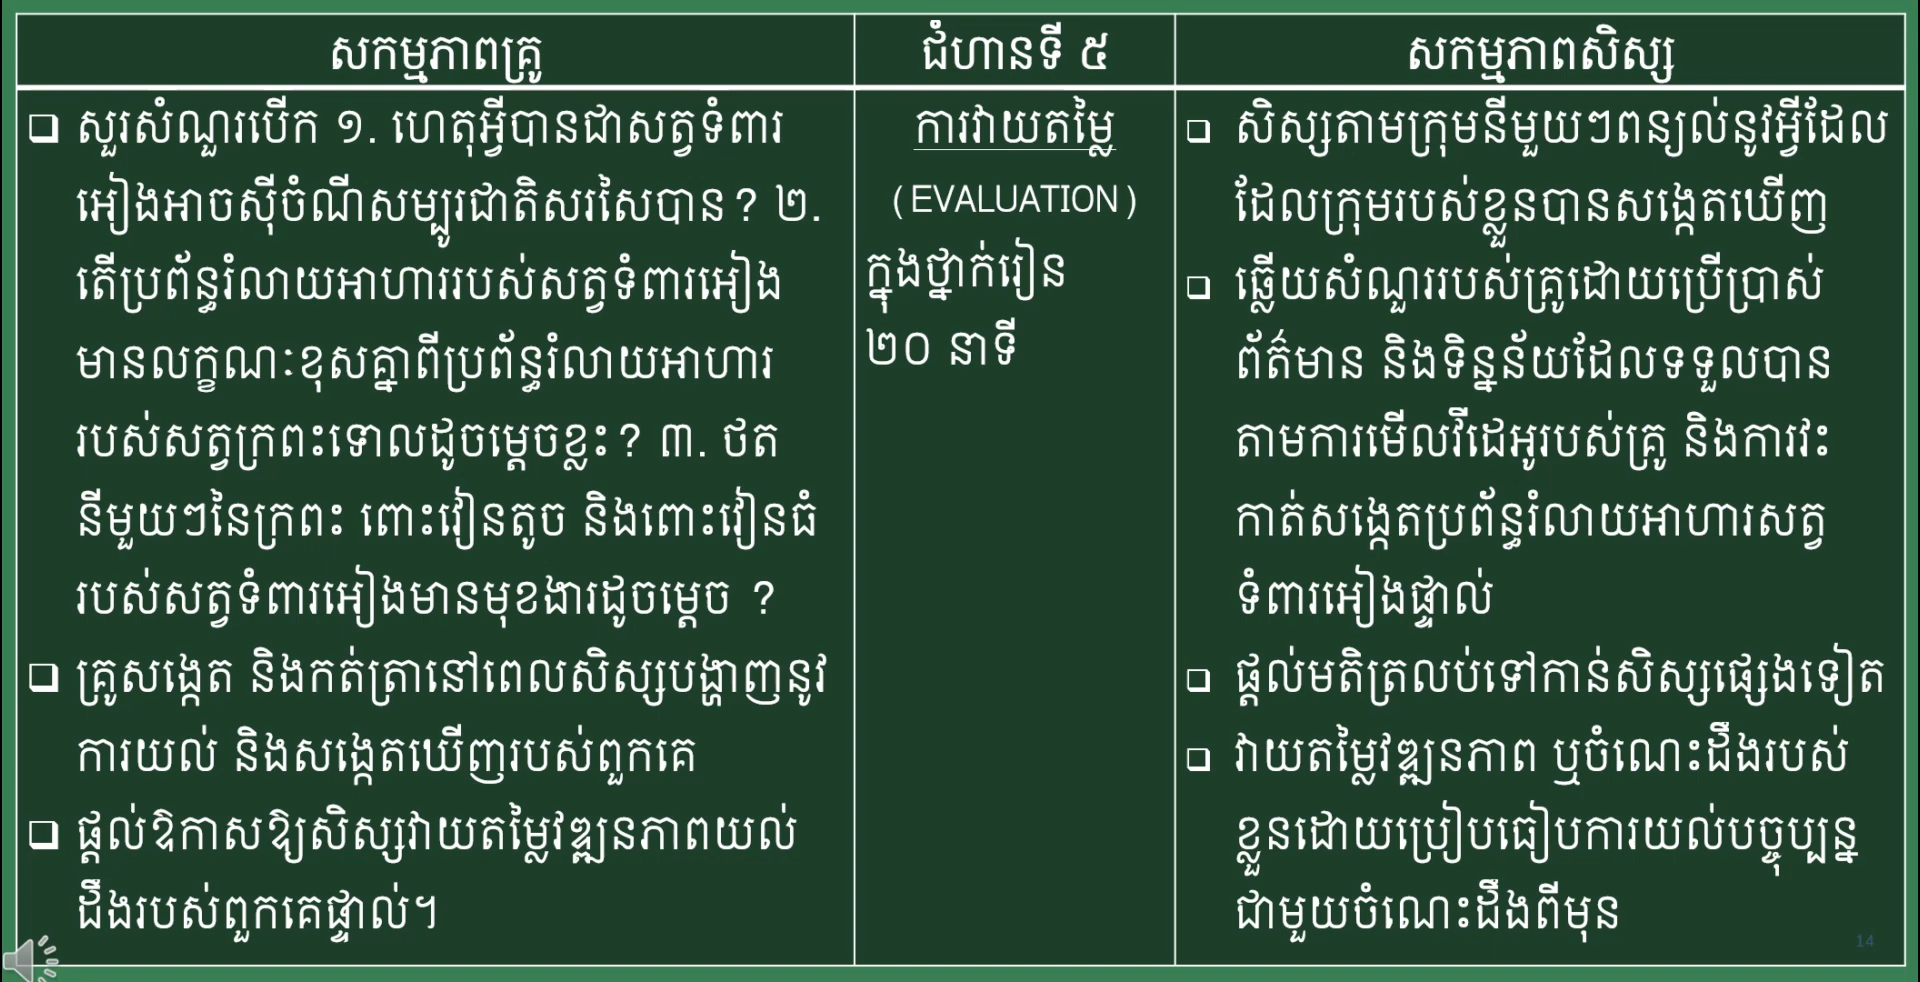 សកម្មភាពគ្រូ
ជំហានទី ៥
សកម្មភាពសិស្ស
❑ សួរសំណួរបើក ១. ហេតុអ្វីបានជាសត្វទំពារ
អៀងអាចស៊ីចំណីសម្បូរជាតិសរសៃបាន? ២.
តើប្រព័ន្ធរំលាយអាហាររបស់សត្វទំពារអៀង
មានលក្ខណៈខុសគ្នាពីប្រព័ន្ធរំលាយអាហារ
របស់សត្វក្រពះទោលដូចម្ដេចខ្លះ? ៣. ថត
នីមួយៗនៃក្រពះ ពោះវៀនតូច និងពោះវៀនធំ
របស់សត្វទំពារអៀងមានមុខងារដូចម្ដេច ?
❑ គ្រូសង្កេត និងកត់ត្រានៅពេលសិស្សបង្ហាញនូវ
ការយល់ និងសង្កេតឃើញរបស់ពួកគេ
❑ ផ្ដល់ឱកាសឱ្យសិស្សវាយតម្លៃវឌ្ឍនភាពយល់
ដឹងរបស់ពួកគេផ្ទាល់។
ការវាយតម្លៃ
(EVALUATION)
ក្នុងថ្នាក់រៀន
២០ នាទី
❑ សិស្សតាមក្រុមនីមួយៗពន្យល់នូវអ្វីដែល
ដែលក្រុមរបស់ខ្លួនបានសង្កេតឃើញ
❑ ឆ្លើយសំណួររបស់គ្រូដោយប្រើប្រាស់
ព័ត៌មាន និងទិន្នន័យដែលទទួលបាន
តាមការមើលវីដេអូរបស់គ្រូ និងការវះ
កាត់សង្កេតប្រព័ន្ធរំលាយអាហារសត្វ
ទំពារអៀងផ្ទាល់
❑ ផ្ដល់មតិត្រលប់ទៅកាន់សិស្សផ្សេងទៀត
❑ វាយតម្លៃវឌ្ឍនភាព ឬចំណេះដឹងរបស់
ខ្លួនដោយប្រៀបធៀបការយល់បច្ចុប្បន្ន
ជាមួយចំណេះដឹងពីមុន
14